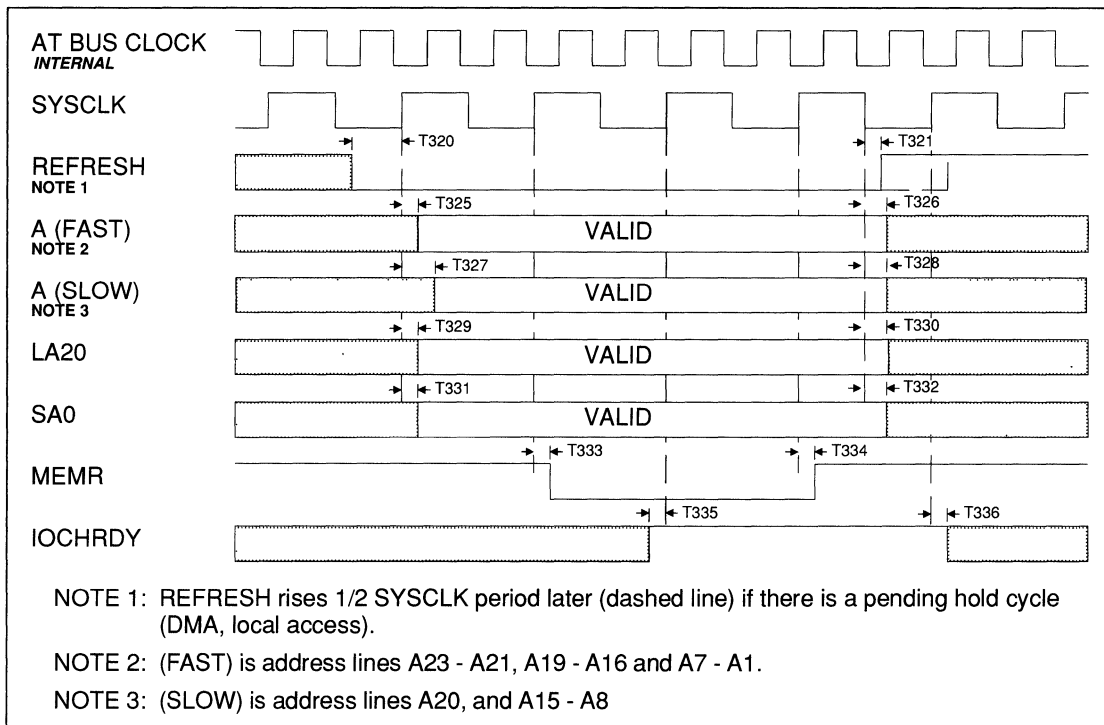 AT BUS CLOCK
INTERNAL
SYSCLK
T320 T321
REFRESH
NOTE 1
T325 T326
A (FAST) VALID
NOTE 2
T327 T328
A (SLOW) VALID
NOTE 3
T329 T330
LA20 VALID
T331 T332
SA0 VALID
T333 T334
MEMR
T335 T336
IOCHRDY
NOTE 1: REFRESH rises 1/2 SYSCLK period later (dashed line) if there is a pending hold cycle
(DMA, local access).
NOTE 2: (FAST) is address lines A23 - A21, A19 - A16 and A7 - A1.
NOTE 3: (SLOW) is address lines A20, and A15 - A8